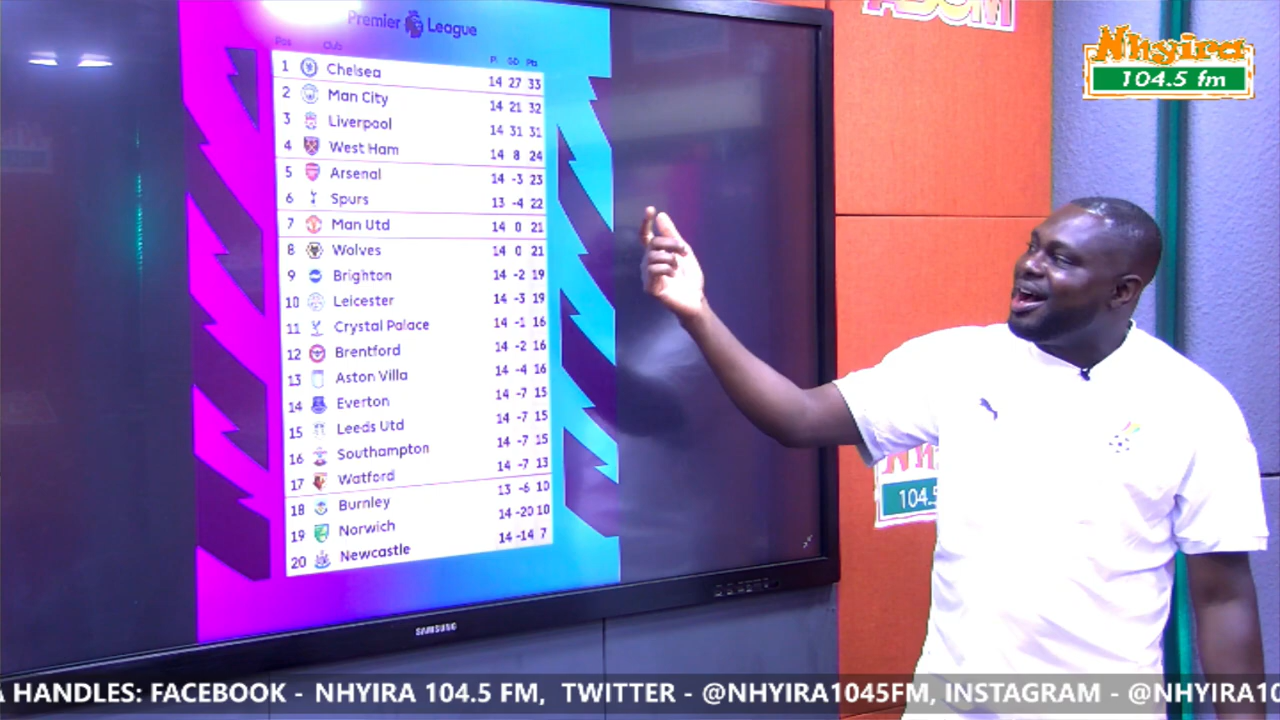 ADOM
Nhyira
104.5 fm
Premier League
Pos Club Pl GD Pts
1 Chelsea 14 27 33
2 Man City 14 21 32
3 Liverpool 14 31 31
4 West Ham 14 8 24
5 Arsenal 14 -3 23
6 Spurs 13 -4 22
7 Man Utd 14 0 21
8 Wolves 14 0 21
9 Brighton 14 -2 19
10 Leicester 14 -3 19
11 Crystal Palace 14 -1 16
12 Brentford 14 -2 16
13 Aston Villa 14 -4 16
14 Everton 14 -7 15
15 Leeds Utd 14 -7 15
16 Southampton 14 -7 15
17 Watford 14 -7 13
18 Burnley 13 -6 10
19 Norwich 14 -20 10
20 Newcastle 14 -14 7
SAMSUNG
104.5
A HANDLES: FACEBOOK - NHYIRA 104.5 FM, TWITTER - @NHYIRA1045FM, INSTAGRAM - @NHYIRA10